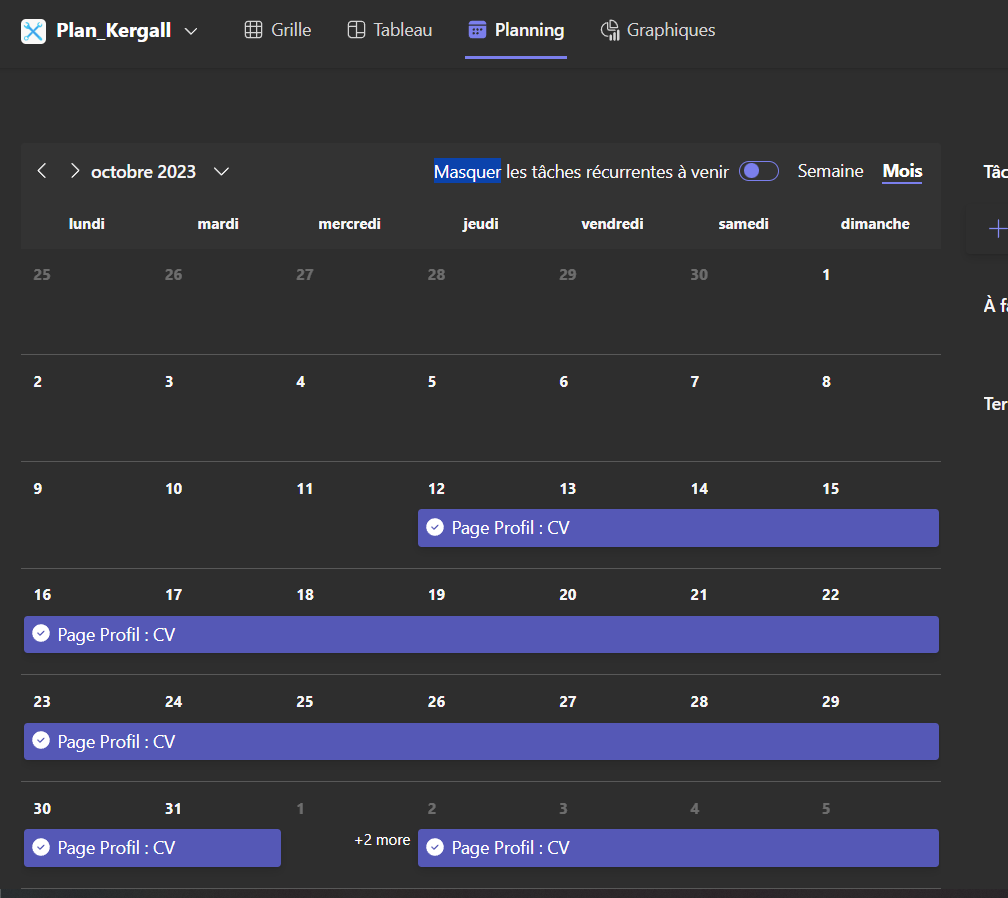 Plan_Kergall Grille Tableau Planning Graphiques
octobre 2023 Masquer les tâches récurrentes à venir Semaine Mois
lundi mardi mercredi jeudi vendredi samedi dimanche
25 26 27 28 29 30 1
2 3 4 5 6 7 8
9 10 11 12 13 14 15
Page Profil : CV
16 17 18 19 20 21 22
Page Profil : CV
23 24 25 26 27 28 29
Page Profil : CV
30 31 1 2 3 4 5
Page Profil : CV +2 more Page Profil : CV
Tâc
À fa
Ter